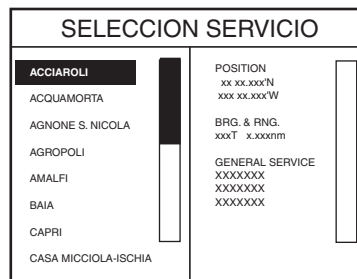 SELECCION SERVICIO
ACCIAROLI
ACQUAMORTA
AGNONE S. NICOLA
AGROPOLI
AMALFI
BAIA
CAPRI
CASA MICCIOLA-ISCHIA
POSITION
xx xx.xxx'N
xxx xx.xxx'W
BRG. & RNG.
xxxT x.xxxnm
GENERAL SERVICE
XXXXXXX
XXXXXXX
XXXXXXX